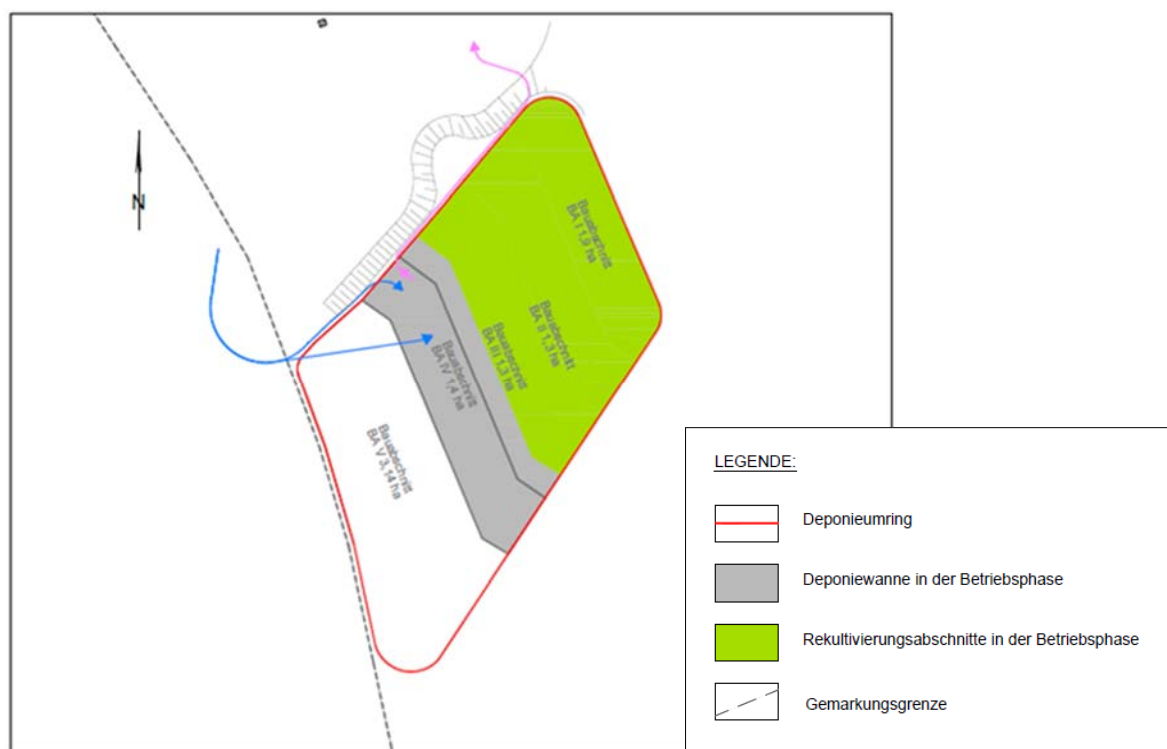 N
Bauabschnitt
BA I 1,9 ha
Bauabschnitt
BA II 1,3 ha
Bauabschnitt
BA III 1,3 ha
Bauabschnitt
BA IV 1,4 ha
Bauabschnitt
BA V 3,14 ha
LEGENDE:
Deponieumring
Deponiewanne in der Betriebsphase
Rekultivierungsabschnitte in der Betriebsphase
Gemarkungsgrenze